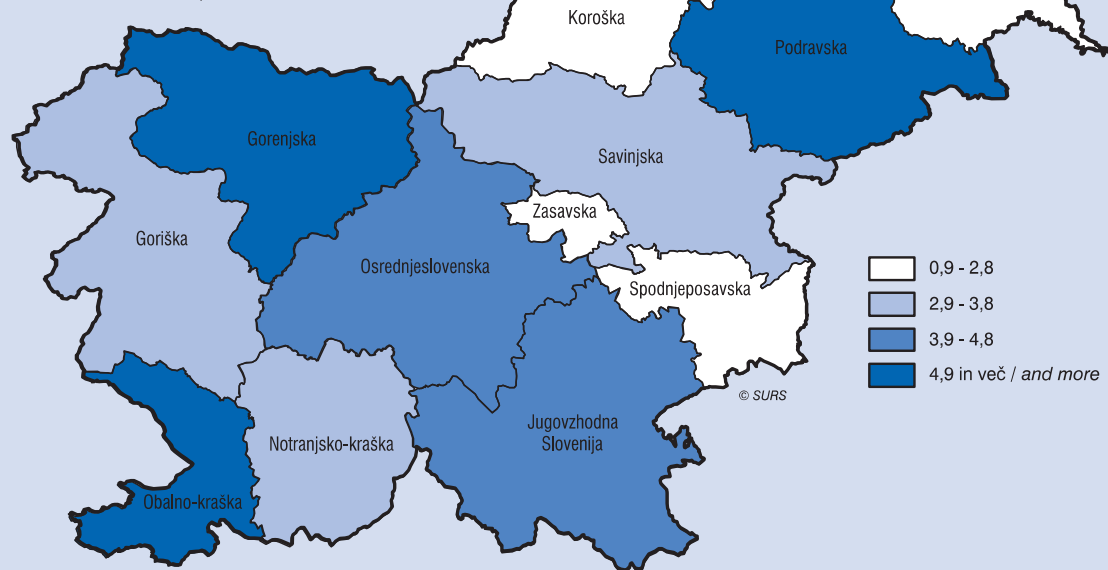 Koroška
Podravska
Gorenjska
Savinjska
Zasavska
Goriška
Osrednjeslovenska
Spodnjeposavska
0,9 - 2,8
2,9 - 3,8
3,9 - 4,8
4,9 in več / and more
© SURS
Jugovzhodna
Slovenija
Notranjsko-kraška
Obalno-kraška